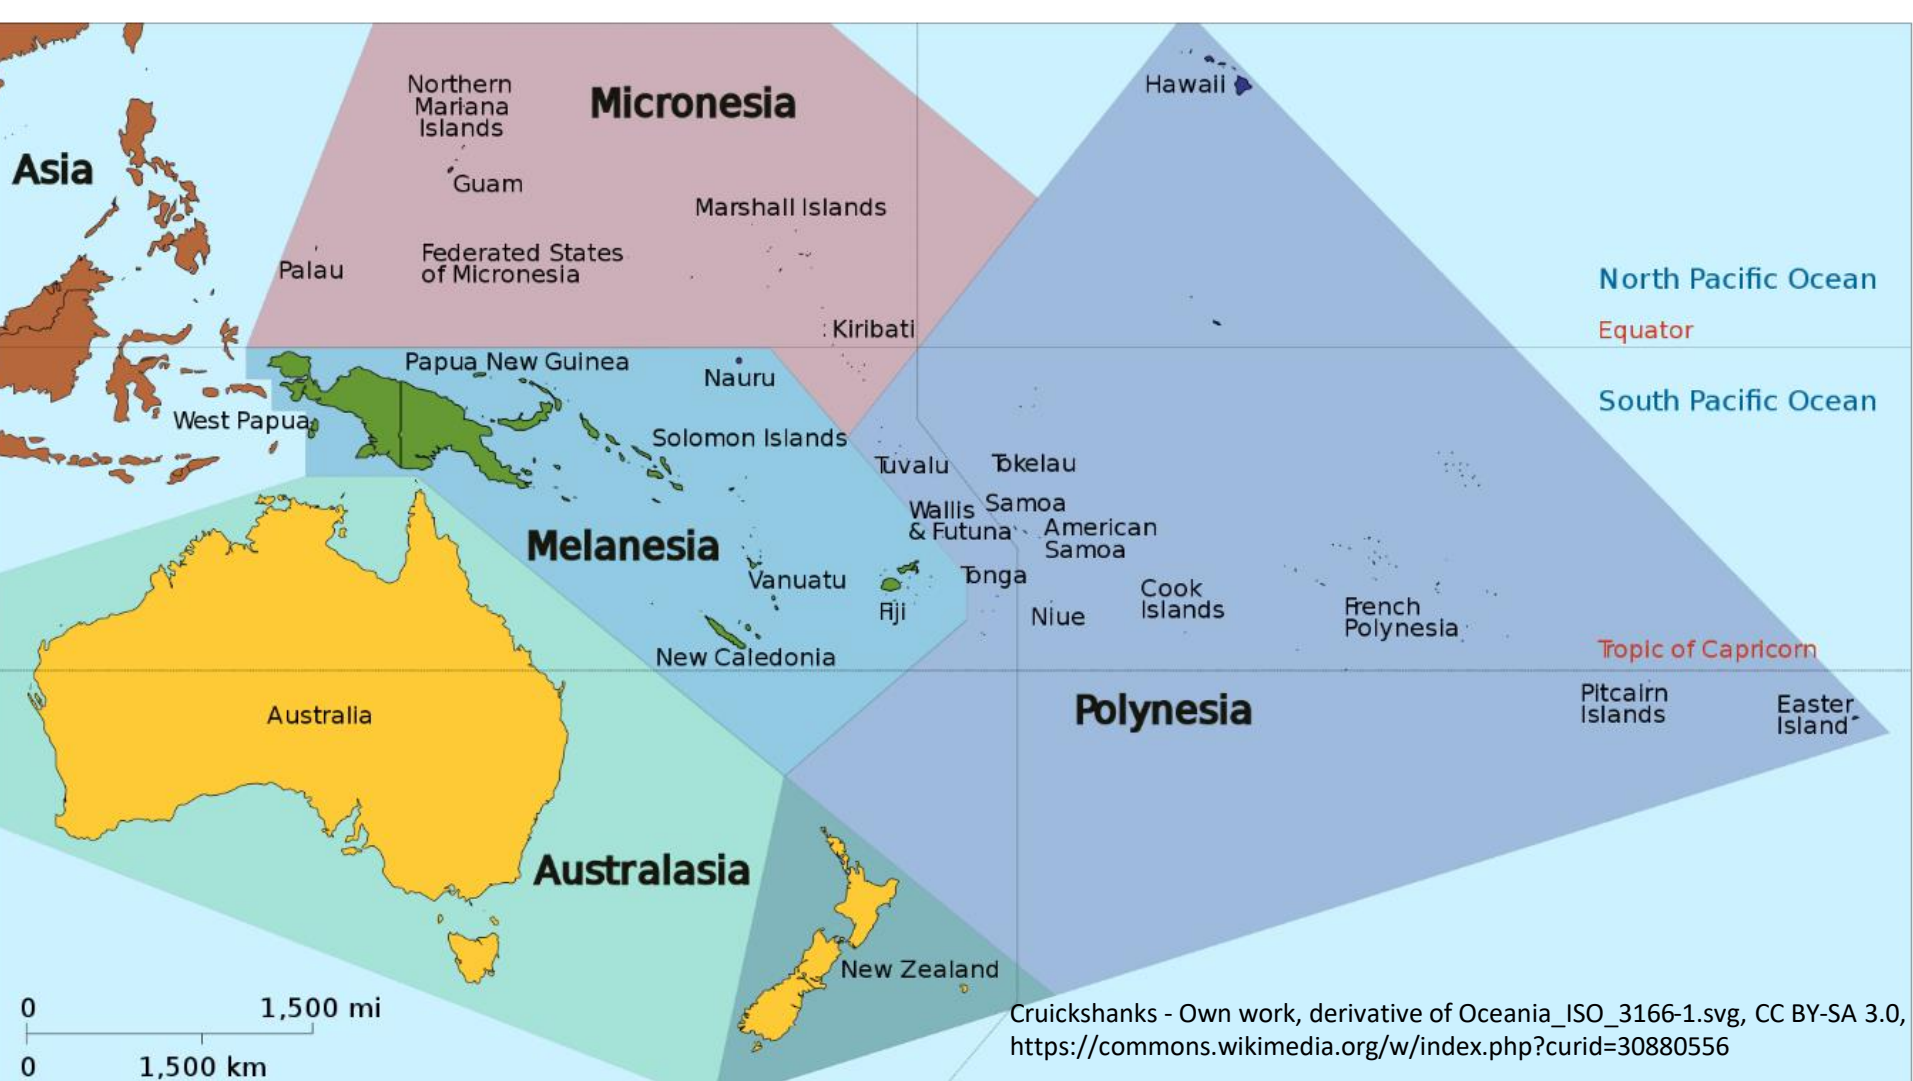 Northern
Mariana
Islands
Micronesia
Hawaii
Asia
Guam
Marshall Islands
Federated States
of Micronesia
Palau
North Pacific Ocean
Kiribati
Equator
Papua New Guinea
Nauru
South Pacific Ocean
West Papua
Solomon Islands
Tuvalu
Tokelau
Wallis
& Futuna
Samoa
American
Samoa
Melanesia
Vanuatu
Tonga
Fiji
Niue
Cook
Islands
French
Polynesia
New Caledonia
Topic of Capricorn
Australia
Polynesia
Pitcairn
Islands
Easter
Island
Australasia
New Zealand
0 1,500 mi
0 1,500 km
Cruickshanks - Own work, derivative of Oceania_ISO_3166-1.svg, CC BY-SA 3.0,
https://commons.wikimedia.org/w/index.php?curid=30880556